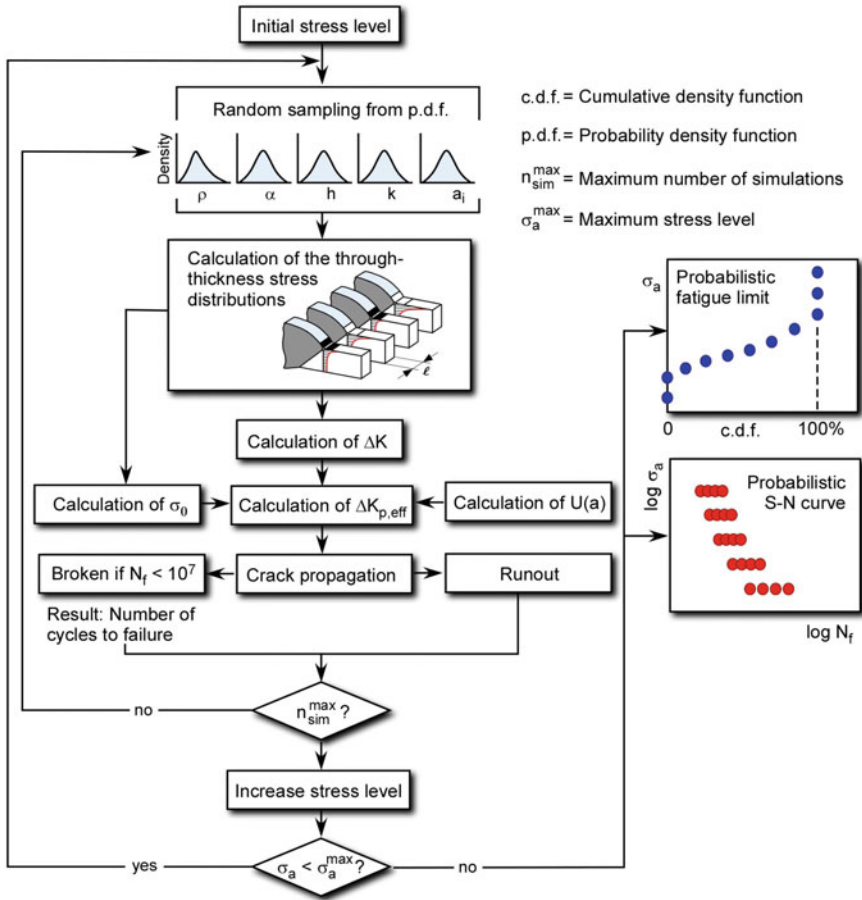 Initial stress level
Random sampling from p.d.f.
Density
ρ
α
h
k
aᵢ
c.d.f. = Cumulative density function
p.d.f. = Probability density function
n_sim^max = Maximum number of simulations
σ_a^max = Maximum stress level
Calculation of the through-
thickness stress
distributions
ℓ
Calculation of ΔK
Calculation of σ₀
Calculation of ΔK_p,eff
Calculation of U(a)
Broken if N_f < 10⁷
Crack propagation
Runout
Result: Number of
cycles to failure
n_sim^max ?
no
Increase stress level
σ_a < σ_a^max ?
yes
no
σ_a
Probabilistic
fatigue limit
0
c.d.f.
100%
log σ_a
Probabilistic
S-N curve
log N_f